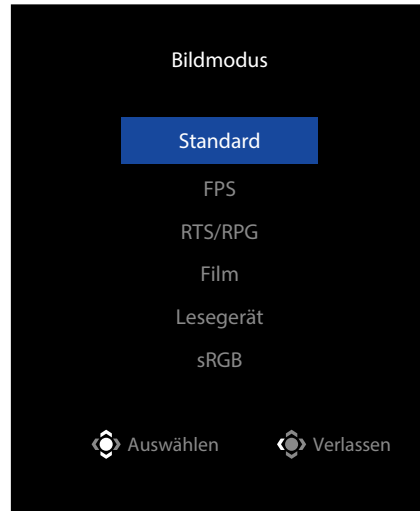 Bildmodus
Standard
FPS
RTS/RPG
Film
Lesegerät
sRGB
Auswählen Verlassen